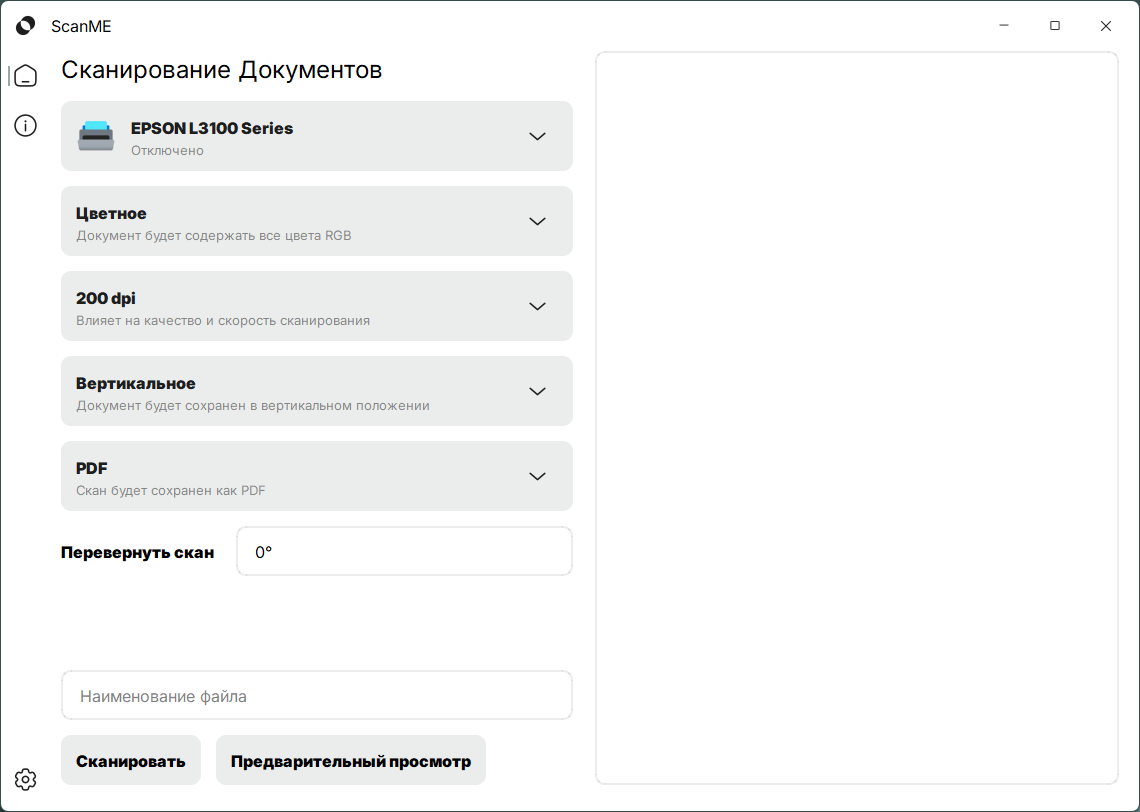 ScanME
Сканирование Документов
EPSON L3100 Series
Отключено
Цветное
Документ будет содержать все цвета RGB
200 dpi
Влияет на качество и скорость сканирования
Вертикальное
Документ будет сохранен в вертикальном положении
PDF
Скан будет сохранен как PDF
Перевернуть скан
0°
Наименование файла
Сканировать
Предварительный просмотр